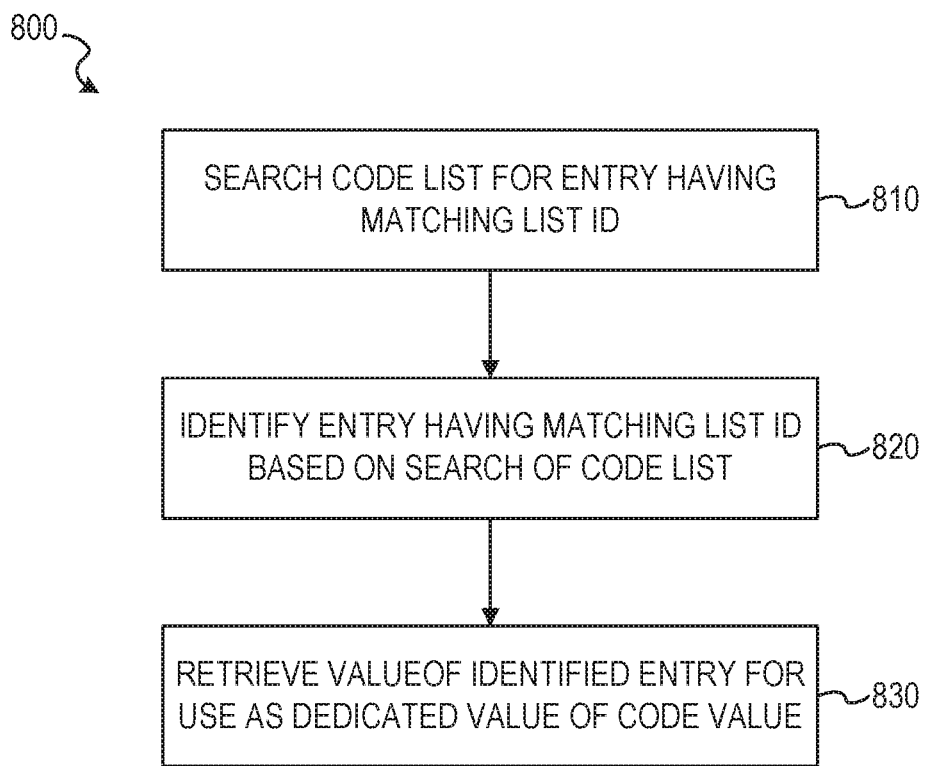 800
SEARCH CODE LIST FOR ENTRY HAVING
MATCHING LIST ID
810
IDENTIFY ENTRY HAVING MATCHING LIST ID
BASED ON SEARCH OF CODE LIST
820
RETRIEVE VALUEOF IDENTIFIED ENTRY FOR
USE AS DEDICATED VALUE OF CODE VALUE
830